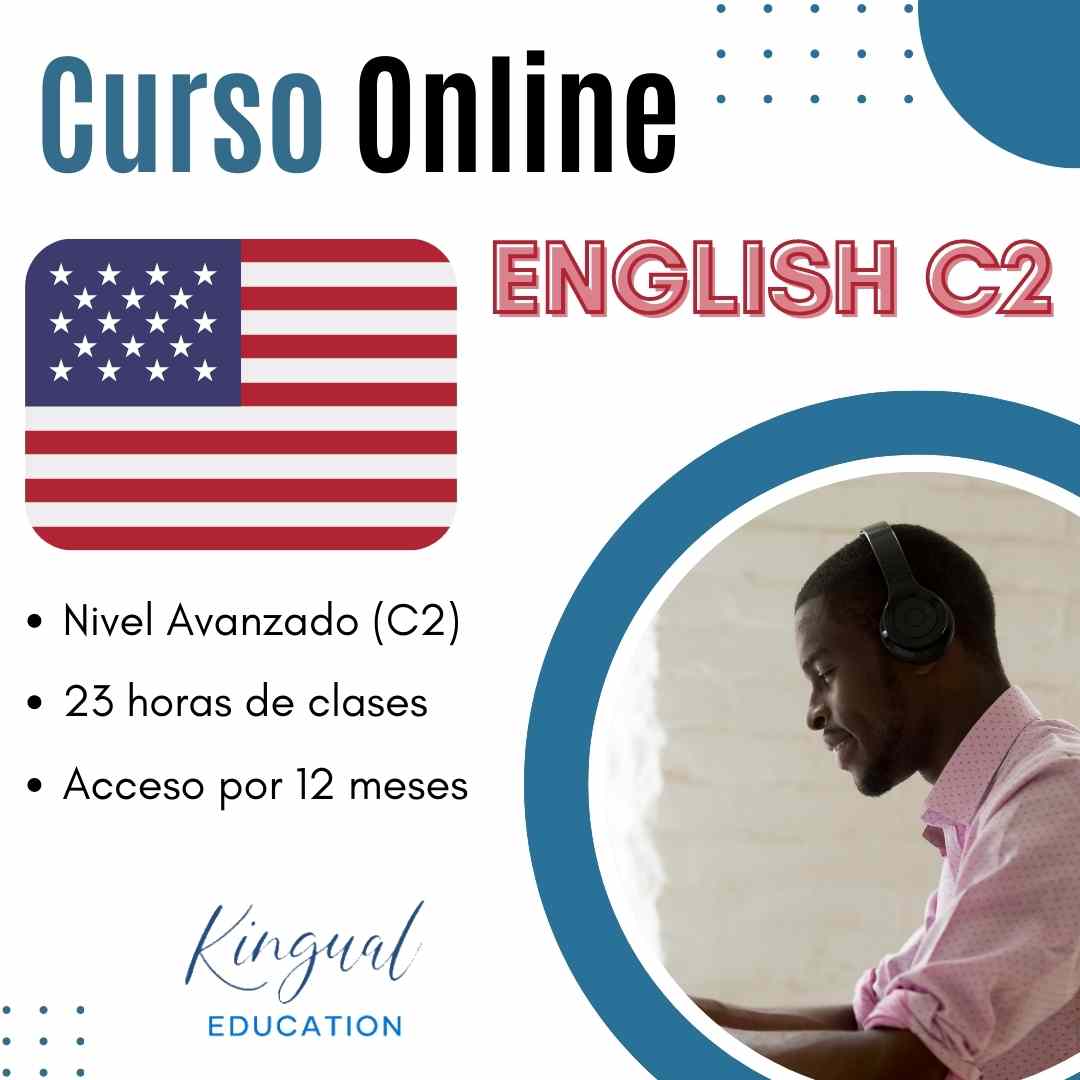 Curso Online
ENGLISH C2
• Nivel Avanzado (C2)
• 23 horas de clases
• Acceso por 12 meses
Kingual
EDUCATION